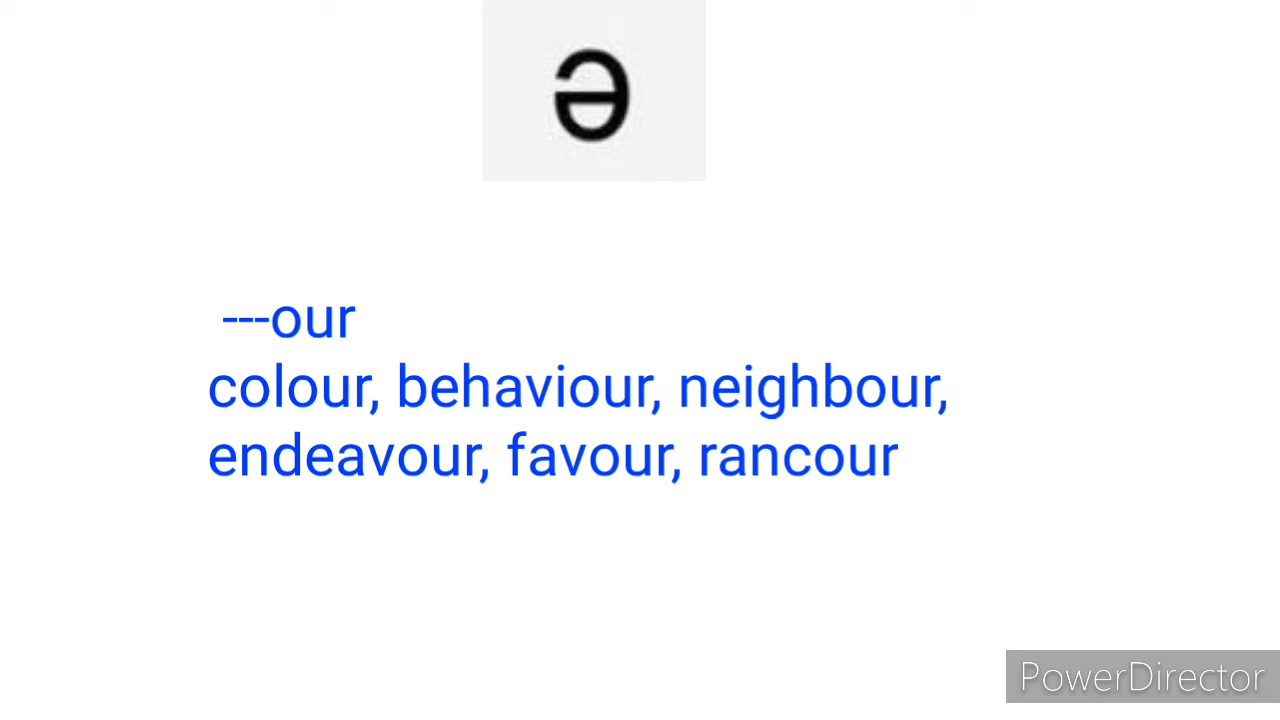 ə
---our
colour, behaviour, neighbour,
endeavour, favour, rancour
PowerDirector